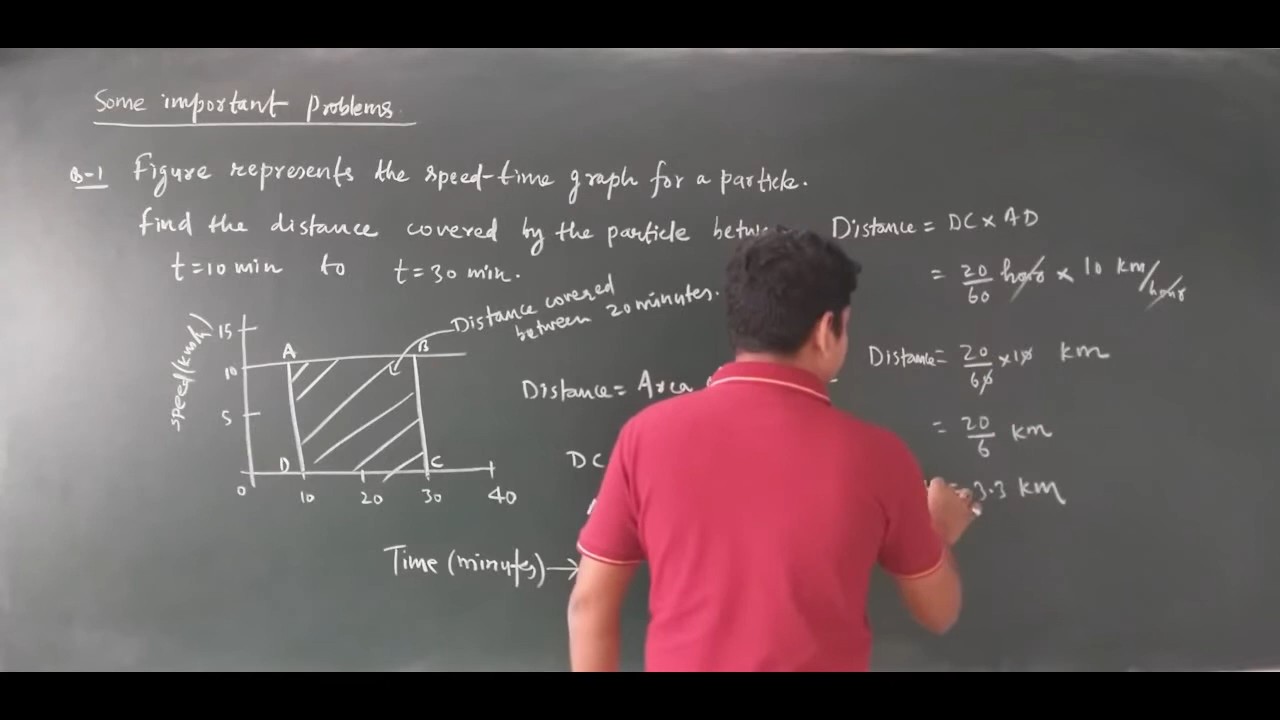 Some important Problems.
Q-1 Figure represents the speed-time graph for a particle.
find the distance covered by the particle
t=10 min to t=30 min.
Distance covered
between 20 minutes.
speed (km/h)
15
10
5
A
B
D
C
0 10 20 30 40
Time (minutes) →
Distance = Area
DC
Distance = DC × AD
= 20/60 hour × 10 km/hour
Distance = 20/60 × 10 km
= 20/6 km
= 3.3 km